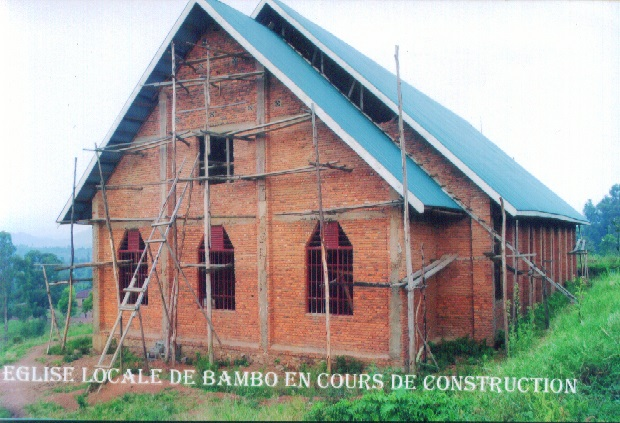 EGLISE LOCALE DE BAMBO EN COURS DE CONSTRUCTION